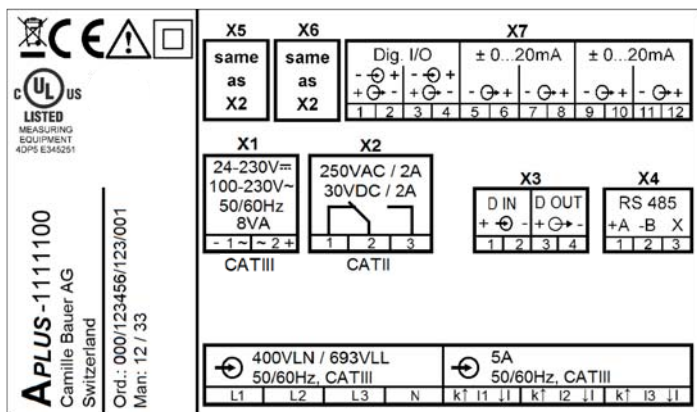 CE
X5
X6
X7
same
as
X2
same
as
X2
Dig. I/O
± 0...20mA
± 0...20mA
- + - +
+ - + -
- + - +
- + - +
1 2 3 4 5 6 7 8 9 10 11 12
C UL US
LISTED
MEASURING
EQUIPMENT
4DP5 E345251
X1
24-230V⎓
100-230V~
50/60Hz
8VA
- 1 ~ ~ 2 +
CATIII
X2
250VAC / 2A
30VDC / 2A
1 2 3
CATII
X3
D IN
D OUT
+ - + -
1 2 3 4
X4
RS 485
+A -B X
1 2 3
APLUS-1111100
Camille Bauer AG
Switzerland
Ord.: 000/123456/123/001
Man: 12 / 33
400VLN / 693VLL
50/60Hz, CATIII
L1 L2 L3 N
5A
50/60Hz, CATIII
k↑ I1 ↓l k↑ I2 ↓l k↑ I3 ↓l